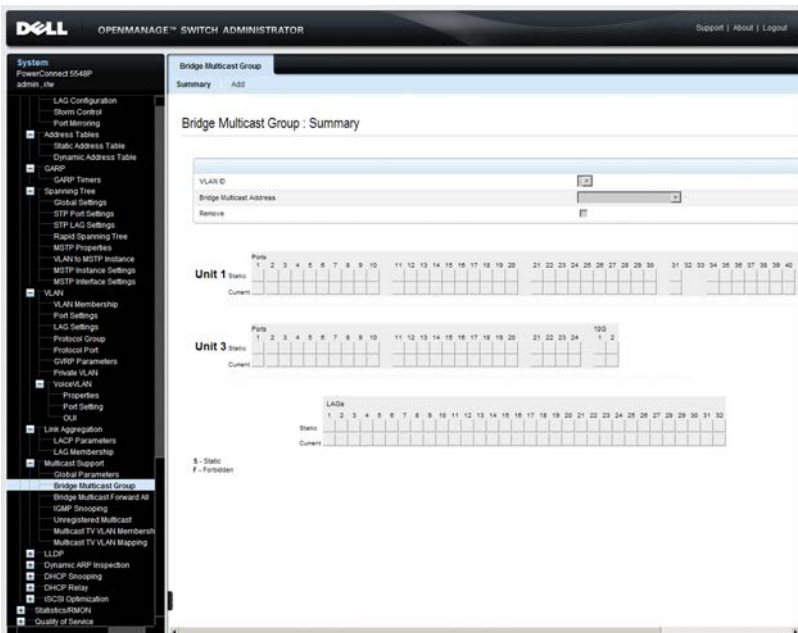 DELL
OPENMANAGE™ SWITCH ADMINISTRATOR
Support | About | Logout
System
PowerConnect 5548P
admin , r/w
LAG Configuration
Storm Control
Port Mirroring
Address Tables
Static Address Table
Dynamic Address Table
GARP
GARP Timers
Spanning Tree
Global Settings
STP Port Settings
STP LAG Settings
Rapid Spanning Tree
MSTP Properties
VLAN to MSTP Instance
MSTP Instance Settings
MSTP Interface Settings
VLAN
VLAN Membership
Port Settings
LAG Settings
Protocol Group
Protocol Port
GVRP Parameters
Private VLAN
VoiceVLAN
Properties
Port Setting
OUI
Link Aggregation
LACP Parameters
LAG Membership
Multicast Support
Global Parameters
Bridge Multicast Group
Bridge Multicast Forward All
IGMP Snooping
Unregistered Multicast
Multicast TV VLAN Membersh
Multicast TV VLAN Mapping
LLDP
Dynamic ARP Inspection
DHCP Snooping
DHCP Relay
iSCSI Optimization
Statistics/RMON
Quality of Service
Bridge Multicast Group
Summary Add
Bridge Multicast Group : Summary
VLAN ID
Bridge Multicast Address
Remove
Ports
1 2 3 4 5 6 7 8 9 10 11 12 13 14 15 16 17 18 19 20 21 22 23 24 25 26 27 28 29 30 31 32 33 34 35 36 37 38 39 40
Unit 1 Static
Current
Ports 10G
1 2 3 4 5 6 7 8 9 10 11 12 13 14 15 16 17 18 19 20 21 22 23 24 1 2
Unit 3 Static
Current
LAGs
1 2 3 4 5 6 7 8 9 10 11 12 13 14 15 16 17 18 19 20 21 22 23 24 25 26 27 28 29 30 31 32
Static
Current
S - Static
F - Forbidden